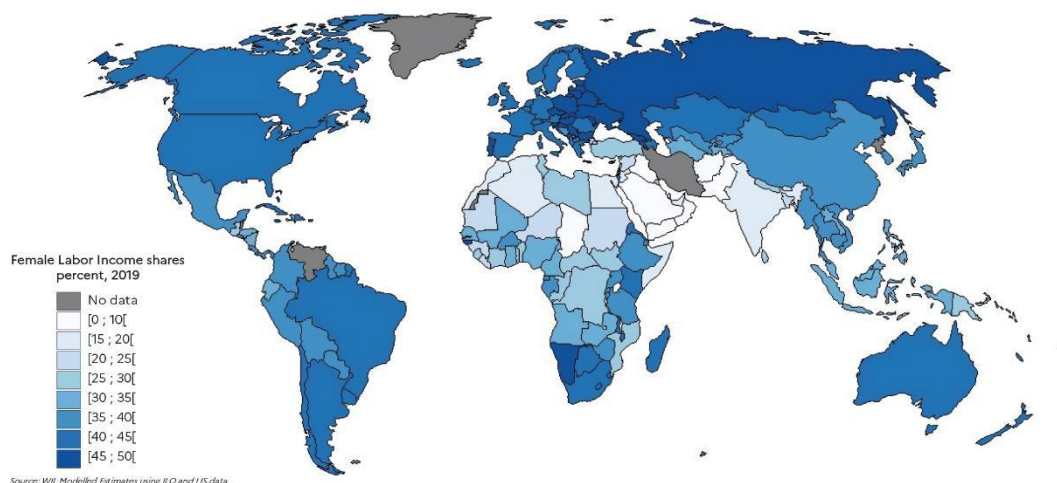 Female Labor Income shares
percent, 2019
No data
[0 ; 10[
[15 ; 20[
[20 ; 25[
[25 ; 30[
[30 ; 35[
[35 ; 40[
[40 ; 45[
[45 ; 50[
Source: WIL Modelled Estimates using ILO and LIS data